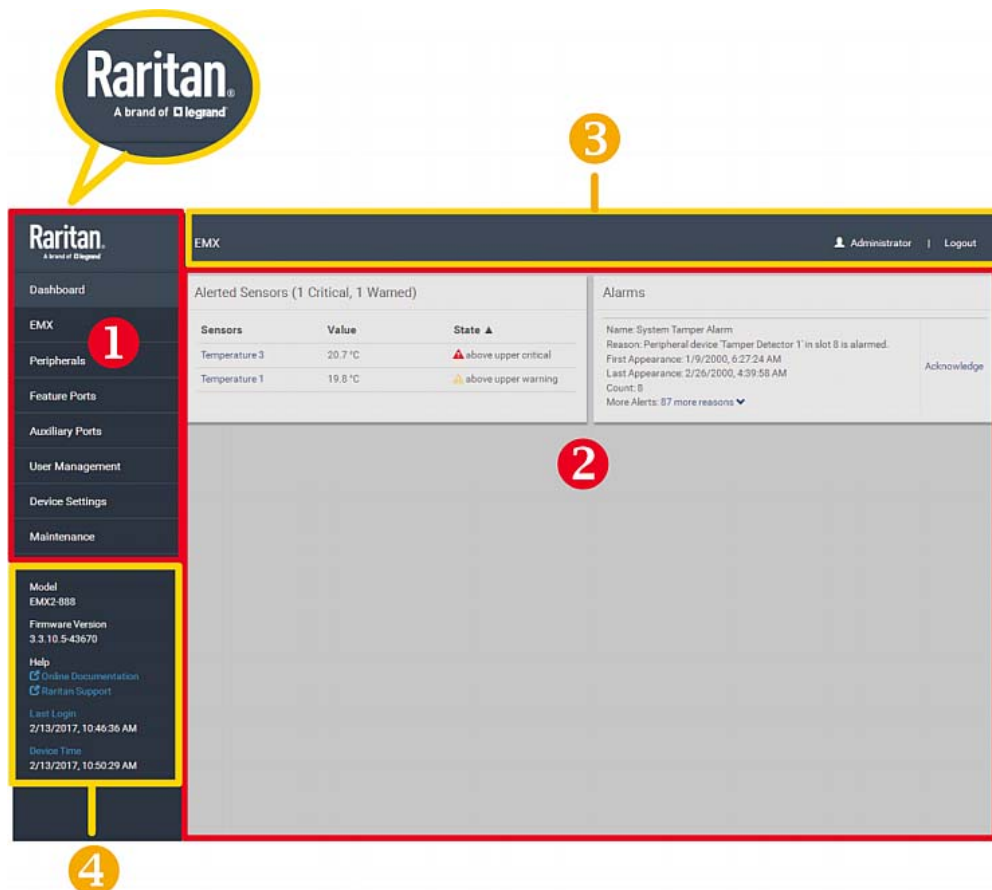 Raritan®
A brand of legrand
3
Raritan.
A brand of legrand
EMX
Administrator | Logout
Dashboard
EMX
Peripherals
Feature Ports
Auxiliary Ports
User Management
Device Settings
Maintenance
1
Alerted Sensors (1 Critical, 1 Warned)
Sensors Value State ▲
Temperature 3 20.7 °C above upper critical
Temperature 1 19.8 °C above upper warning
Alarms
Name: System Tamper Alarm
Reason: Peripheral device 'Tamper Detector 1' in slot 8 is alarmed.
First Appearance: 1/9/2000, 6:27:24 AM
Last Appearance: 2/26/2000, 4:39:58 AM
Count: 8
More Alerts: 87 more reasons
Acknowledge
2
Model
EMX2-888
Firmware Version
3.3.10.5-43670
Help
Online Documentation
Raritan Support
Last Login
2/13/2017, 10:46:36 AM
Device Time
2/13/2017, 10:50:29 AM
4